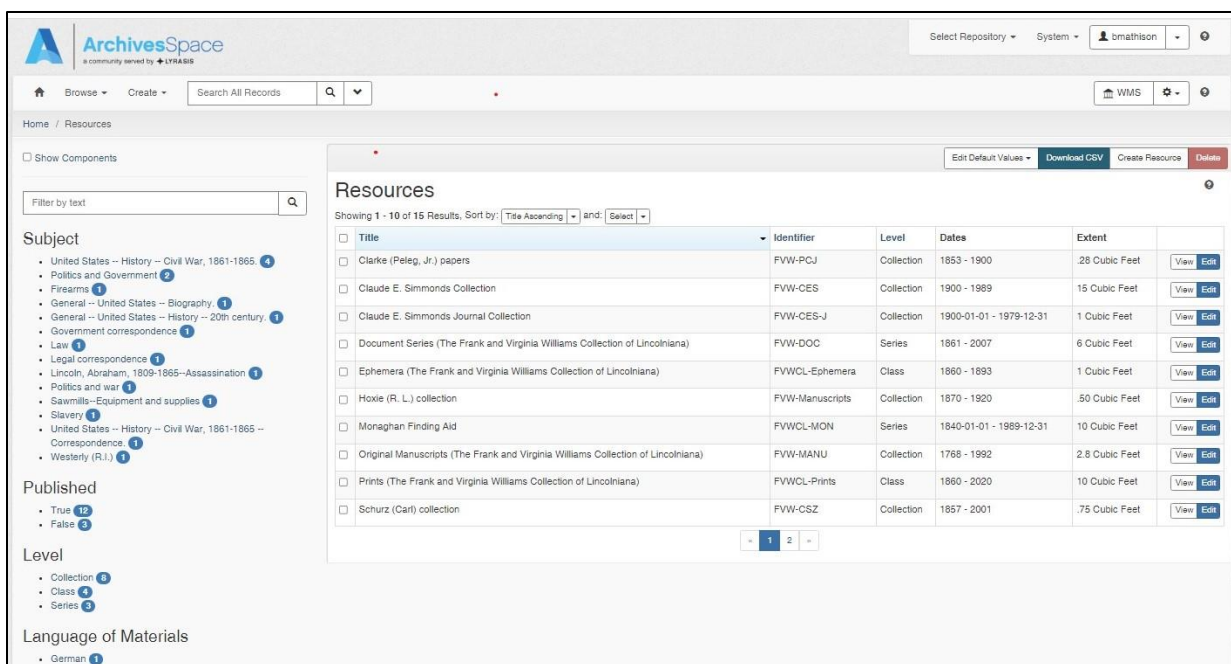 ArchivesSpace
a community served by LYRASIS
Select Repository System bmathison
Browse Create Search All Records WMS
Home / Resources
Show Components
Edit Default Values Download CSV Create Resource Delete
Filter by text
Resources
Showing 1 - 10 of 15 Results, Sort by: Title Ascending and: Select
Subject
United States -- History -- Civil War, 1861-1865. 4
Politics and Government 2
Firearms 1
General -- United States -- Biography. 1
General -- United States -- History -- 20th century. 1
Government correspondence 1
Law 1
Legal correspondence 1
Lincoln, Abraham, 1809-1865--Assassination 1
Politics and war 1
Sawmills--Equipment and supplies 1
Slavery 1
United States -- History -- Civil War, 1861-1865 --
Correspondence. 1
Westerly (R.I.) 1
Published
True 12
False 3
Level
Collection 8
Class 4
Series 3
Language of Materials
German 1
Title Identifier Level Dates Extent
Clarke (Peleg, Jr.) papers FVW-PCJ Collection 1853 - 1900 .28 Cubic Feet View Edit
Claude E. Simmonds Collection FVW-CES Collection 1900 - 1989 15 Cubic Feet View Edit
Claude E. Simmonds Journal Collection FVW-CES-J Collection 1900-01-01 - 1979-12-31 1 Cubic Feet View Edit
Document Series (The Frank and Virginia Williams Collection of Lincolniana) FVW-DOC Series 1861 - 2007 6 Cubic Feet View Edit
Ephemera (The Frank and Virginia Williams Collection of Lincolniana) FVWCL-Ephemera Class 1860 - 1893 1 Cubic Feet View Edit
Hoxie (R. L.) collection FVW-Manuscripts Collection 1870 - 1920 .50 Cubic Feet View Edit
Monaghan Finding Aid FVWCL-MON Series 1840-01-01 - 1989-12-31 10 Cubic Feet View Edit
Original Manuscripts (The Frank and Virginia Williams Collection of Lincolniana) FVW-MANU Collection 1768 - 1992 2.8 Cubic Feet View Edit
Prints (The Frank and Virginia Williams Collection of Lincolniana) FVWCL-Prints Class 1860 - 2020 10 Cubic Feet View Edit
Schurz (Carl) collection FVW-CSZ Collection 1857 - 2001 .75 Cubic Feet View Edit
« 1 2 »